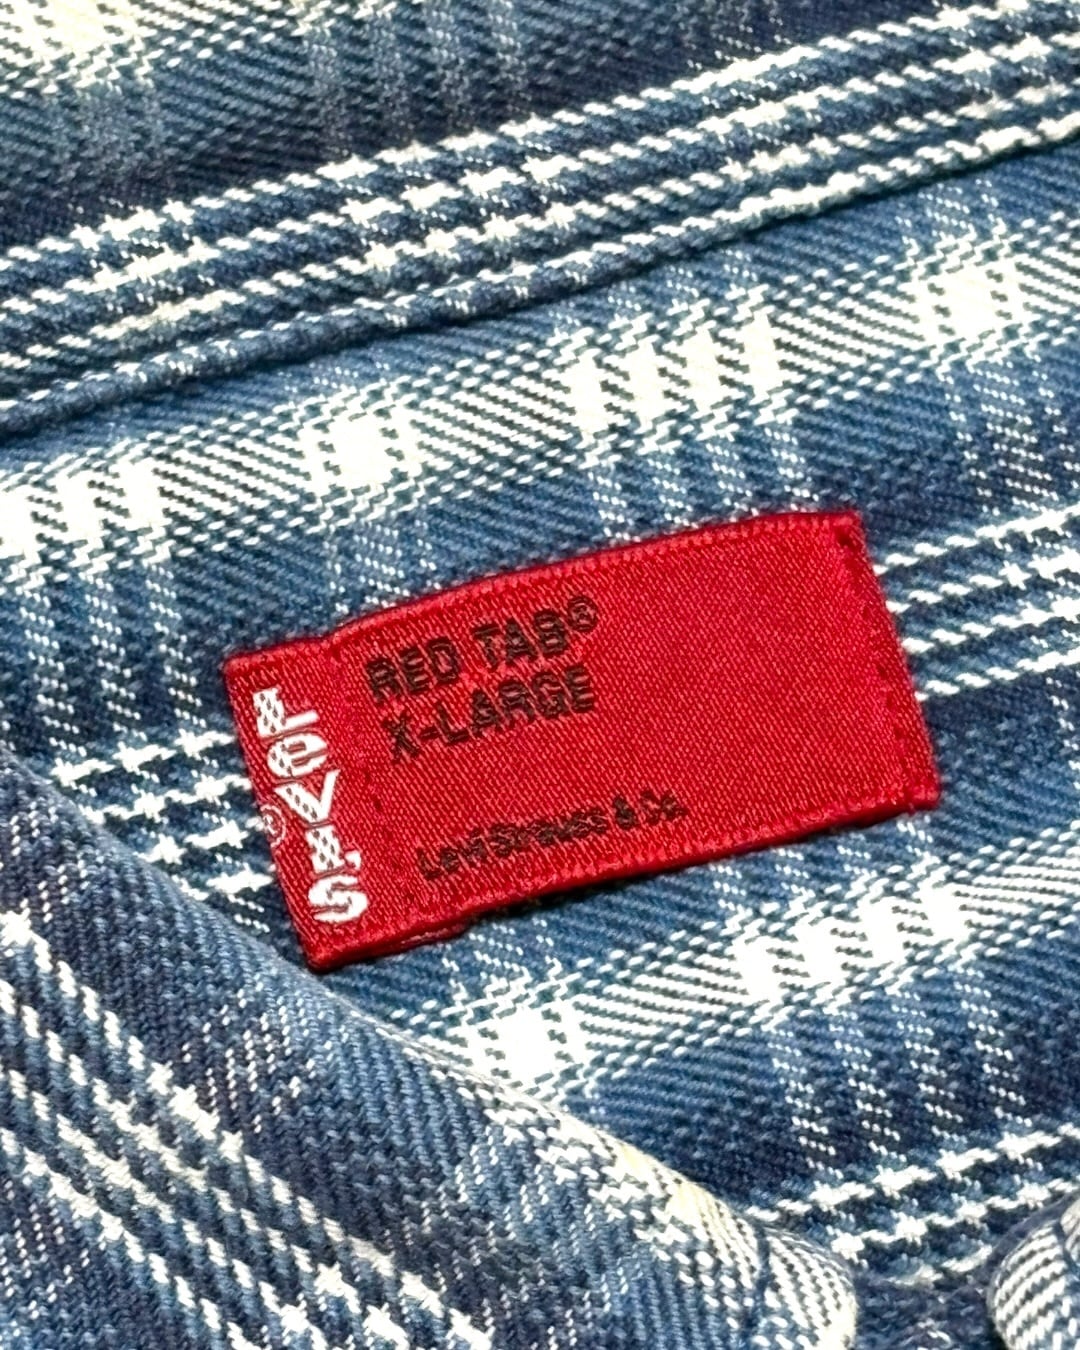 LEVI'S®
RED TAB®
X-LARGE
Levi Strauss & Co.